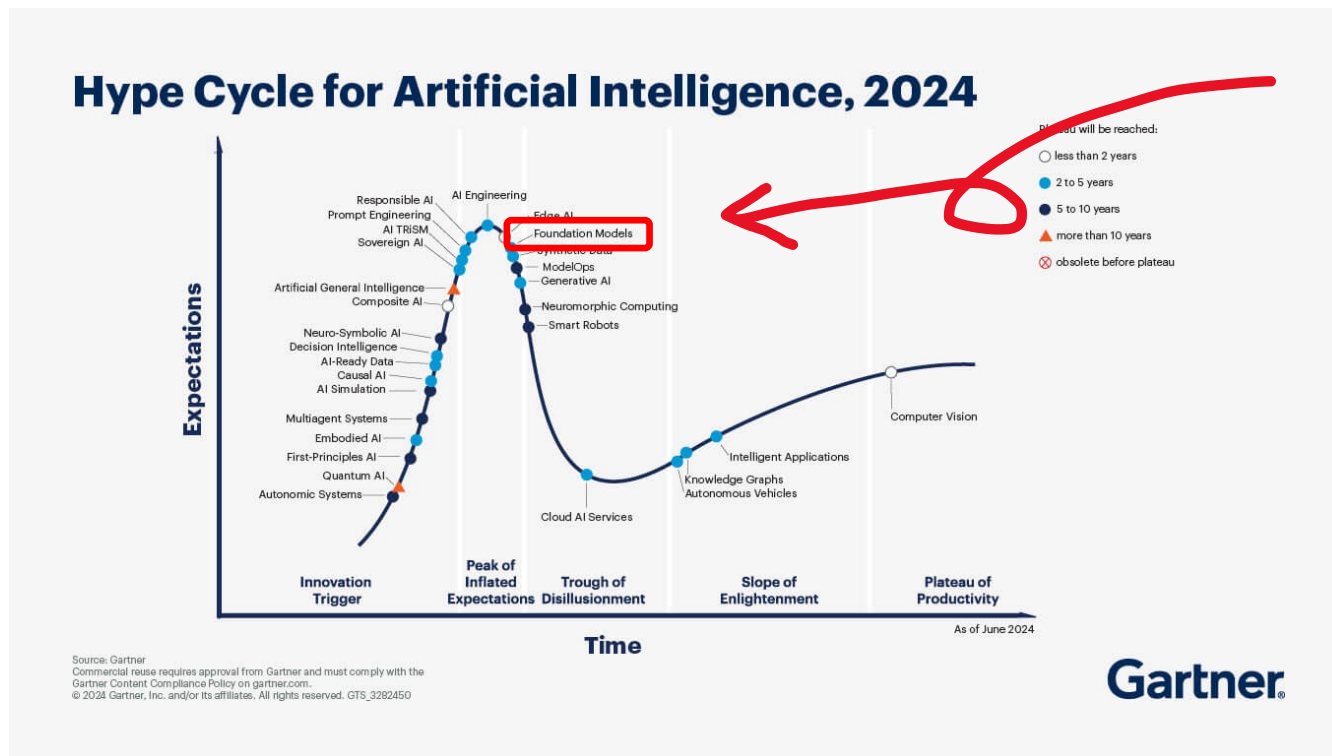 Hype Cycle for Artificial Intelligence, 2024
Plateau will be reached:
less than 2 years
2 to 5 years
5 to 10 years
more than 10 years
obsolete before plateau
Expectations
AI Engineering
Responsible AI
Prompt Engineering
AI TRiSM
Sovereign AI
Artificial General Intelligence
Composite AI
Neuro-Symbolic AI
Decision Intelligence
AI-Ready Data
Causal AI
AI Simulation
Multiagent Systems
Embodied AI
First-Principles AI
Quantum AI
Autonomic Systems
Edge AI
Foundation Models
Synthetic Data
ModelOps
Generative AI
Neuromorphic Computing
Smart Robots
Cloud AI Services
Intelligent Applications
Knowledge Graphs
Autonomous Vehicles
Computer Vision
Innovation
Trigger
Peak of
Inflated
Expectations
Trough of
Disillusionment
Slope of
Enlightenment
Plateau of
Productivity
Time
As of June 2024
Source: Gartner
Commercial reuse requires approval from Gartner and must comply with the
Gartner Content Compliance Policy on gartner.com.
© 2024 Gartner, Inc. and/or its affiliates. All rights reserved. GTS_3282450
Gartner®